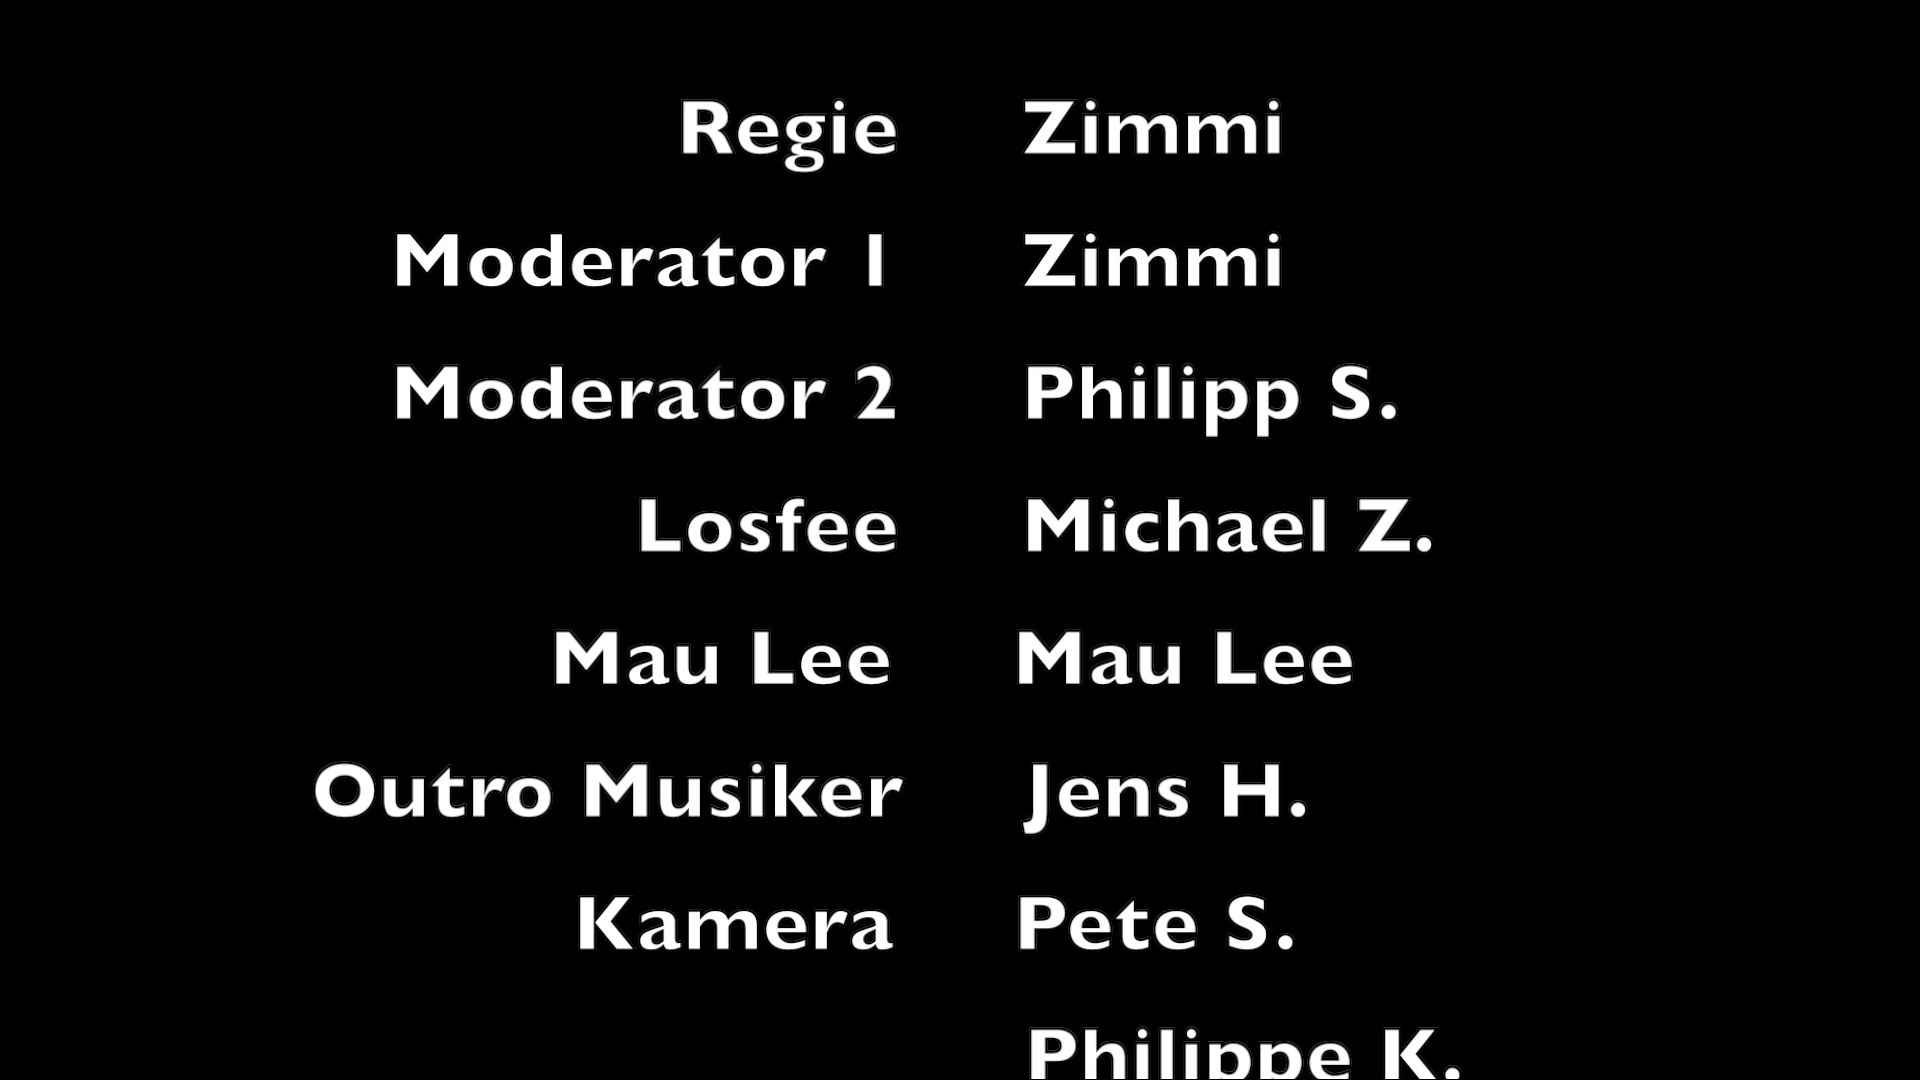 Regie Zimmi
Moderator 1 Zimmi
Moderator 2 Philipp S.
Losfee Michael Z.
Mau Lee Mau Lee
Outro Musiker Jens H.
Kamera Pete S.
Philippe K.